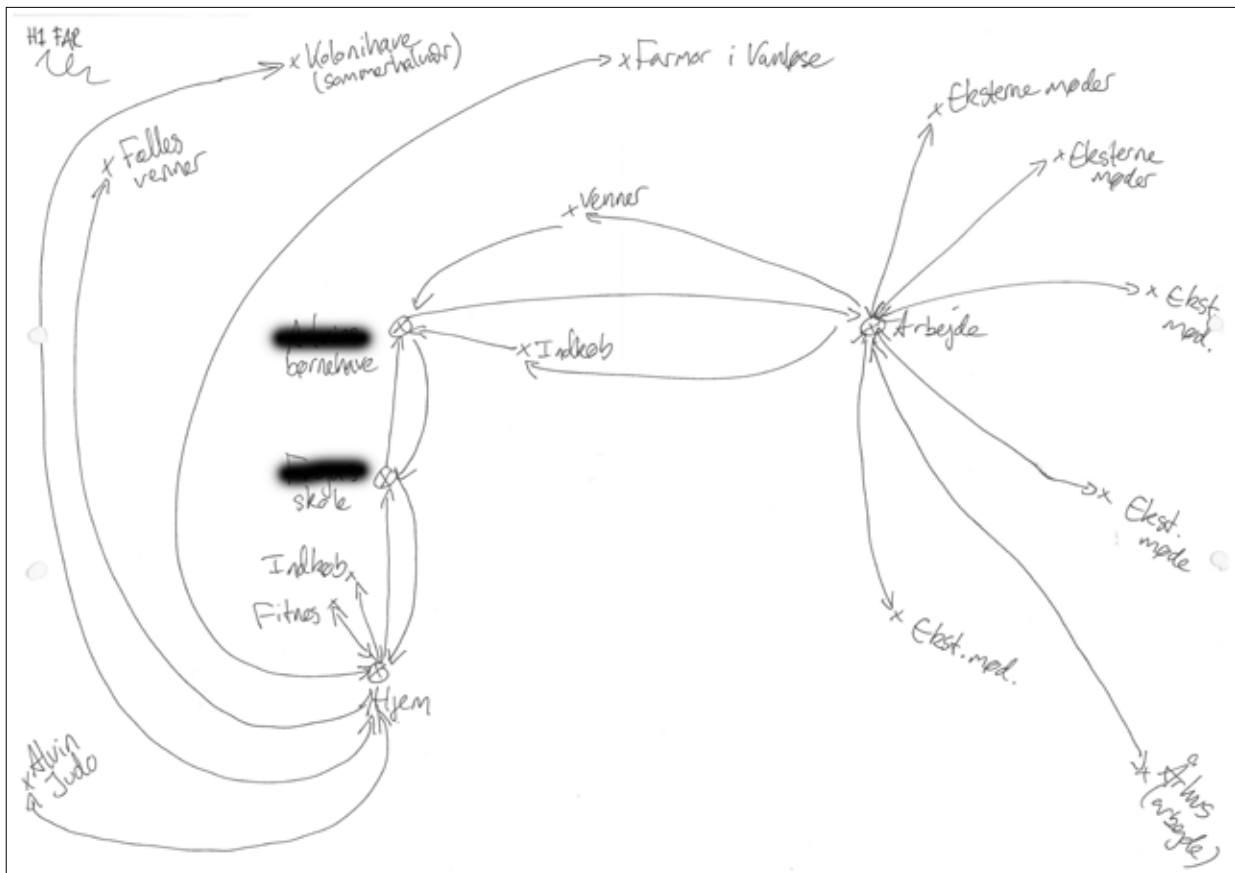 H1 FAR
x Kolonihave
(sommerhalvår)
x Farmor i Vanløse
x Eksterne møder
x Fælles
venner
x Eksterne
møder
x Venner
x Ekst.
mød.
Arbejde
x Indkøb
børnehave
skole
x Ekst.
møde
Indkøb x
Fitnes x
x Ekst. mød.
Hjem
x Alvin
Judo
x Århus
(arbejde)